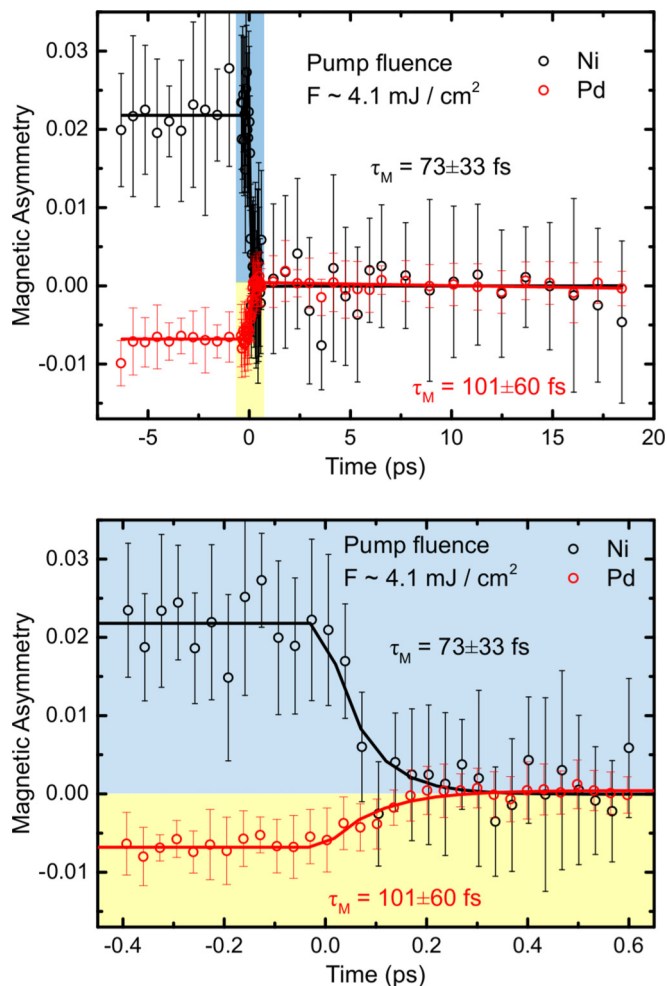 0.03
0.02
0.01
0.00
-0.01
Magnetic Asymmetry
Pump fluence
F ~ 4.1 mJ / cm²
Ni
Pd
τM = 73±33 fs
τM = 101±60 fs
-5 0 5 10 15 20
Time (ps)
0.03
0.02
0.01
0.00
-0.01
Magnetic Asymmetry
Pump fluence
F ~ 4.1 mJ / cm²
Ni
Pd
τM = 73±33 fs
τM = 101±60 fs
-0.4 -0.2 0.0 0.2 0.4 0.6
Time (ps)